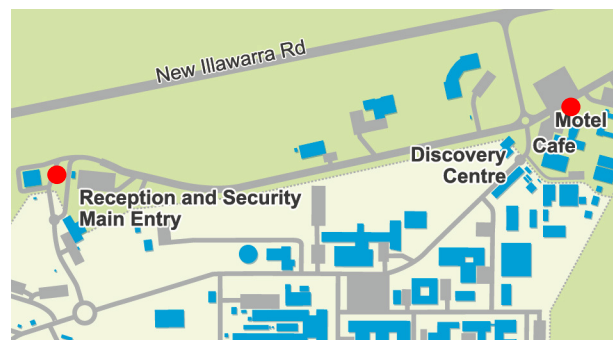 New Illawarra Rd
Motel
Cafe
Discovery
Centre
Reception and Security
Main Entry